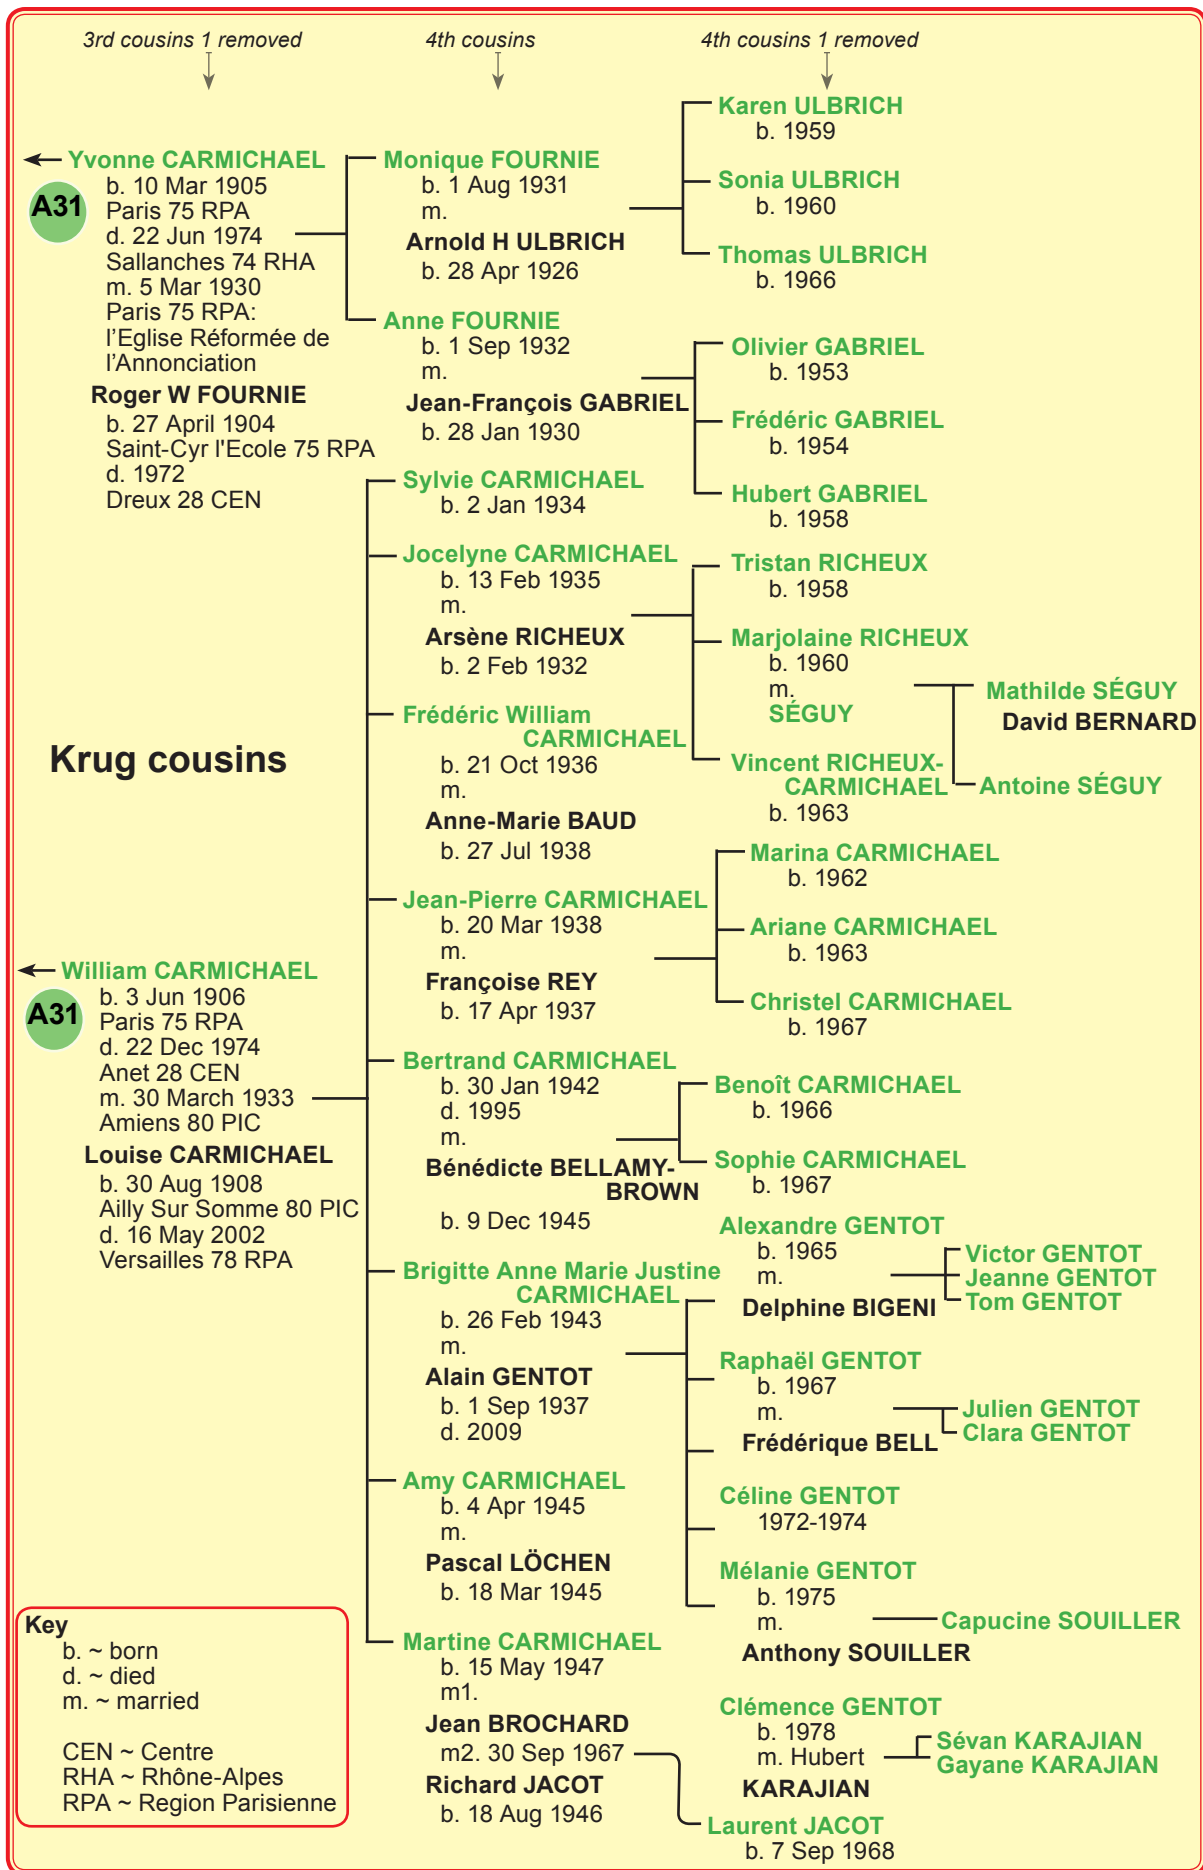 3rd cousins 1 removed
4th cousins
4th cousins 1 removed
Yvonne CARMICHAEL
A31
b. 10 Mar 1905
Paris 75 RPA
d. 22 Jun 1974
Sallanches 74 RHA
m. 5 Mar 1930
Paris 75 RPA:
l'Eglise Réformée de
l'Annonciation
Roger W FOURNIE
b. 27 April 1904
Saint-Cyr l'Ecole 75 RPA
d. 1972
Dreux 28 CEN
Krug cousins
William CARMICHAEL
A31
b. 3 Jun 1906
Paris 75 RPA
d. 22 Dec 1974
Anet 28 CEN
m. 30 March 1933
Amiens 80 PIC
Louise CARMICHAEL
b. 30 Aug 1908
Ailly Sur Somme 80 PIC
d. 16 May 2002
Versailles 78 RPA
Key
b. ~ born
d. ~ died
m. ~ married
CEN ~ Centre
RHA ~ Rhône-Alpes
RPA ~ Region Parisienne
Monique FOURNIE
b. 1 Aug 1931
m.
Arnold H ULBRICH
b. 28 Apr 1926
Anne FOURNIE
b. 1 Sep 1932
m.
Jean-François GABRIEL
b. 28 Jan 1930
Sylvie CARMICHAEL
b. 2 Jan 1934
Jocelyne CARMICHAEL
b. 13 Feb 1935
m.
Arsène RICHEUX
b. 2 Feb 1932
Frédéric William
CARMICHAEL
b. 21 Oct 1936
m.
Anne-Marie BAUD
b. 27 Jul 1938
Jean-Pierre CARMICHAEL
b. 20 Mar 1938
m.
Françoise REY
b. 17 Apr 1937
Bertrand CARMICHAEL
b. 30 Jan 1942
d. 1995
m.
Bénédicte BELLAMY-
BROWN
b. 9 Dec 1945
Brigitte Anne Marie Justine
CARMICHAEL
b. 26 Feb 1943
m.
Alain GENTOT
b. 1 Sep 1937
d. 2009
Amy CARMICHAEL
b. 4 Apr 1945
m.
Pascal LÖCHEN
b. 18 Mar 1945
Martine CARMICHAEL
b. 15 May 1947
m1.
Jean BROCHARD
m2. 30 Sep 1967
Richard JACOT
b. 18 Aug 1946
Karen ULBRICH
b. 1959
Sonia ULBRICH
b. 1960
Thomas ULBRICH
b. 1966
Olivier GABRIEL
b. 1953
Frédéric GABRIEL
b. 1954
Hubert GABRIEL
b. 1958
Tristan RICHEUX
b. 1958
Marjolaine RICHEUX
b. 1960
m.
SÉGUY
Vincent RICHEUX-
CARMICHAEL
b. 1963
Marina CARMICHAEL
b. 1962
Ariane CARMICHAEL
b. 1963
Christel CARMICHAEL
b. 1967
Benoît CARMICHAEL
b. 1966
Sophie CARMICHAEL
b. 1967
Alexandre GENTOT
b. 1965
m.
Delphine BIGENI
Raphaël GENTOT
b. 1967
m.
Frédérique BELL
Céline GENTOT
1972-1974
Mélanie GENTOT
b. 1975
m.
Anthony SOUILLER
Clémence GENTOT
b. 1978
m. Hubert
KARAJIAN
Laurent JACOT
b. 7 Sep 1968
Mathilde SÉGUY
David BERNARD
Antoine SÉGUY
Victor GENTOT
Jeanne GENTOT
Tom GENTOT
Julien GENTOT
Clara GENTOT
Capucine SOUILLER
Sévan KARAJIAN
Gayane KARAJIAN